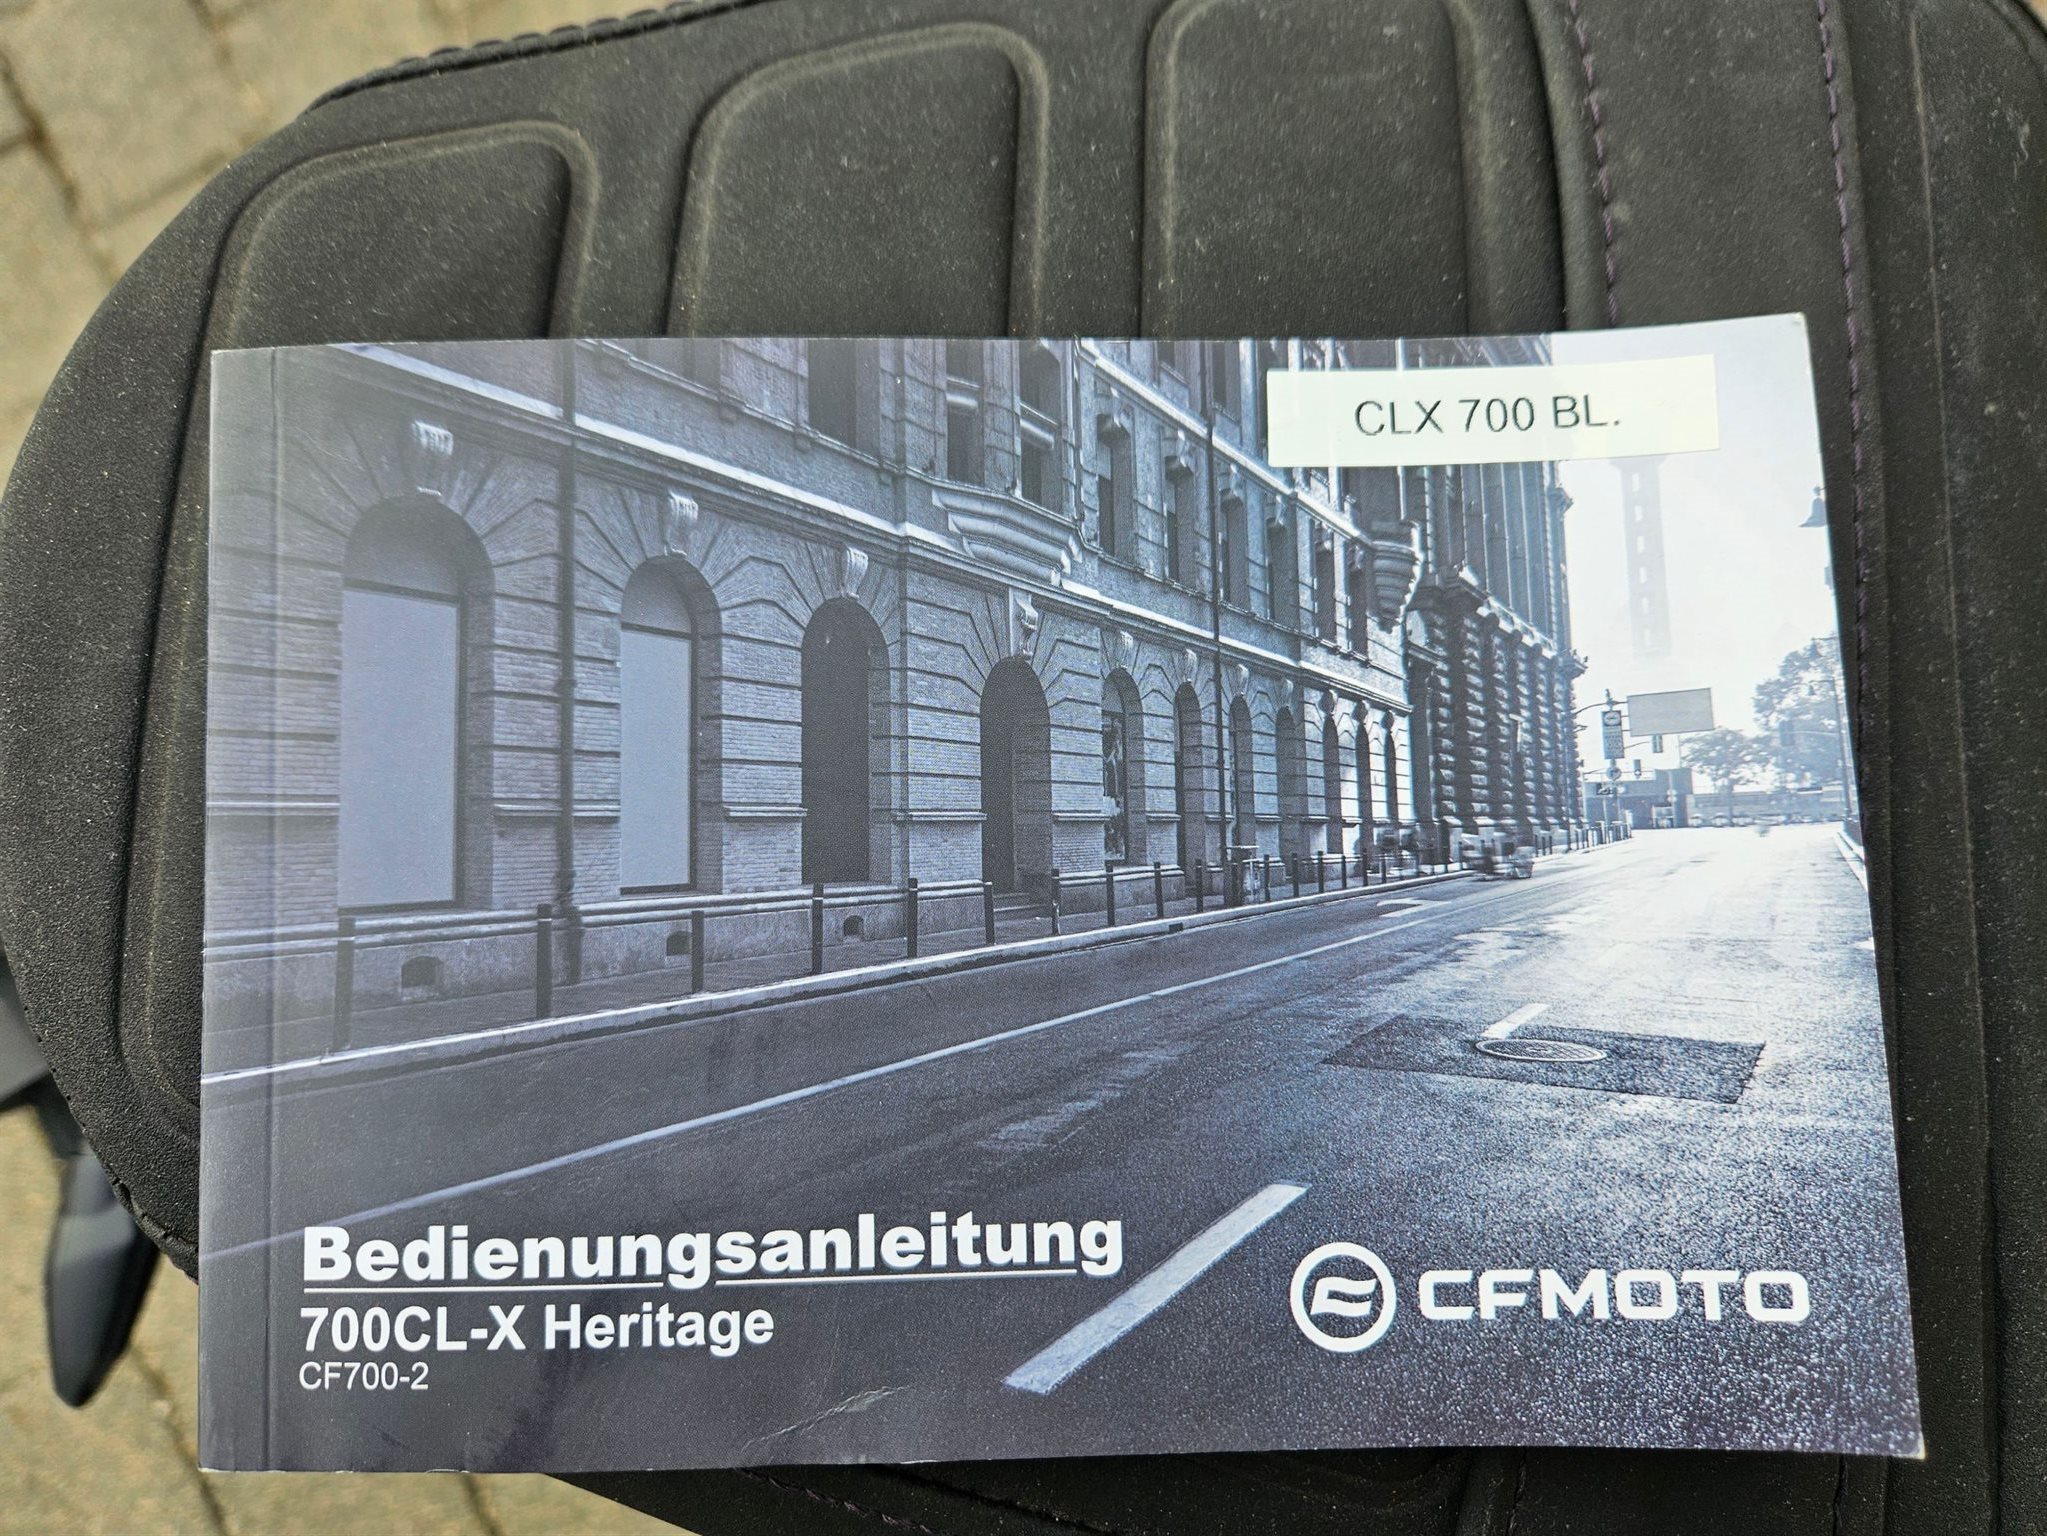 CLX 700 BL.
Bedienungsanleitung
700CL-X Heritage
CF700-2
CFMOTO